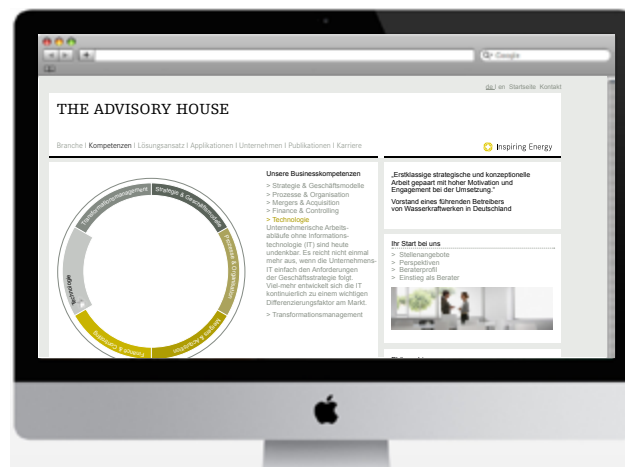 Google
de I en Startseite Kontakt
THE ADVISORY HOUSE
Branche I Kompetenzen I Lösungsansatz I Applikationen I Unternehmen I Publikationen I Karriere
Inspiring Energy
Transformationsmanagement
Strategie & Geschäftsmodelle
Prozesse & Organisation
Mergers & Acquisition
Finance & Controlling
Technologie
Unsere Businesskompetenzen
> Strategie & Geschäftsmodelle
> Prozesse & Organisation
> Mergers & Acquisition
> Finance & Controlling
> Technologie
Unternehmerische Arbeits-
abläufe ohne Informations-
technologie (IT) sind heute
undenkbar. Es reicht nicht einmal
mehr aus, wenn die Unternehmens-
IT einfach den Anforderungen
der Geschäftsstrategie folgt.
Viel-mehr entwickelt sich die IT
kontinuierlich zu einem wichtigen
Differenzierungsfaktor am Markt.
> Transformationsmanagement
„Erstklassige strategische und konzeptionelle
Arbeit gepaart mit hoher Motivation und
Engagement bei der Umsetzung.“
Vorstand eines führenden Betreibers
von Wasserkraftwerken in Deutschland
Ihr Start bei uns
> Stellenangebote
> Perspektiven
> Beraterprofil
> Einstieg als Berater